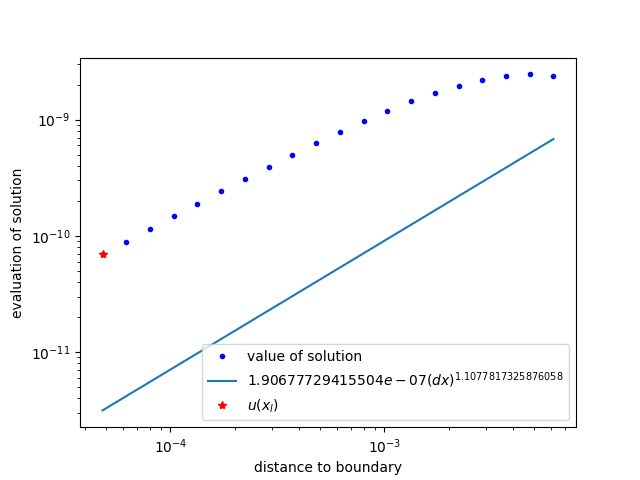 10⁻⁹
10⁻¹⁰
10⁻¹¹
evaluation of solution
value of solution
1.90677729415504e − 07(dx)^1.1077817325876058
u(x_l)
10⁻⁴
10⁻³
distance to boundary